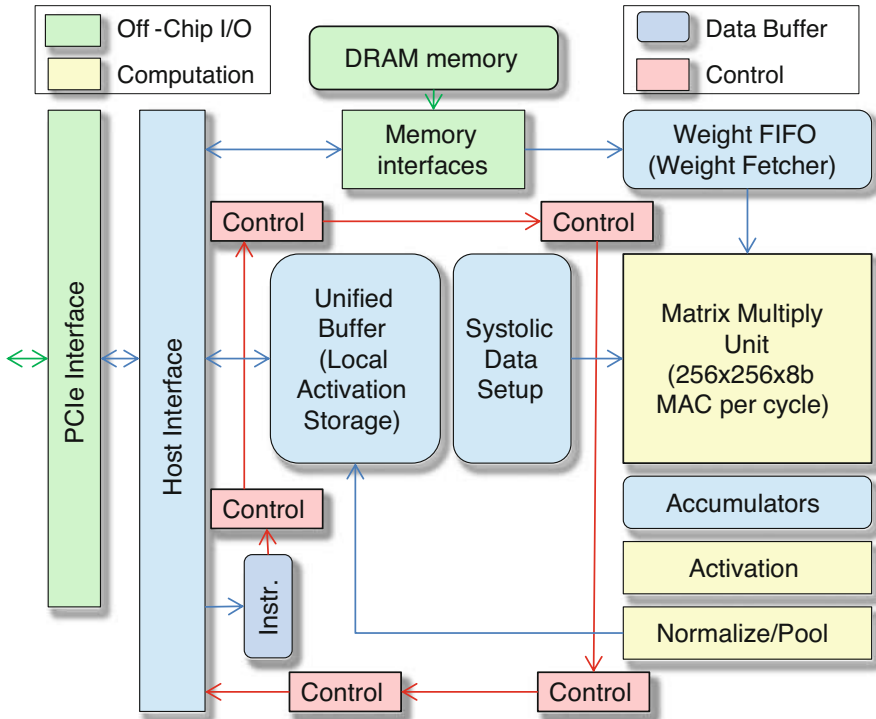 Off -Chip I/O
Computation
Data Buffer
Control
DRAM memory
Memory
interfaces
Weight FIFO
(Weight Fetcher)
Control
Control
PCIe Interface
Host Interface
Unified
Buffer
(Local
Activation
Storage)
Systolic
Data
Setup
Matrix Multiply
Unit
(256x256x8b
MAC per cycle)
Control
Accumulators
Instr.
Activation
Normalize/Pool
Control
Control